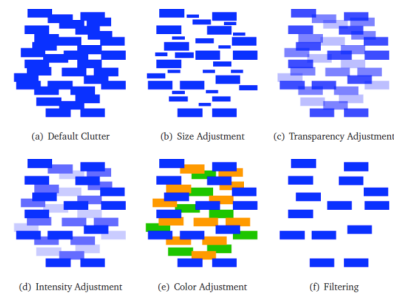 (a) Default Clutter
(b) Size Adjustment
(c) Transparency Adjustment
(d) Intensity Adjustment
(e) Color Adjustment
(f) Filtering